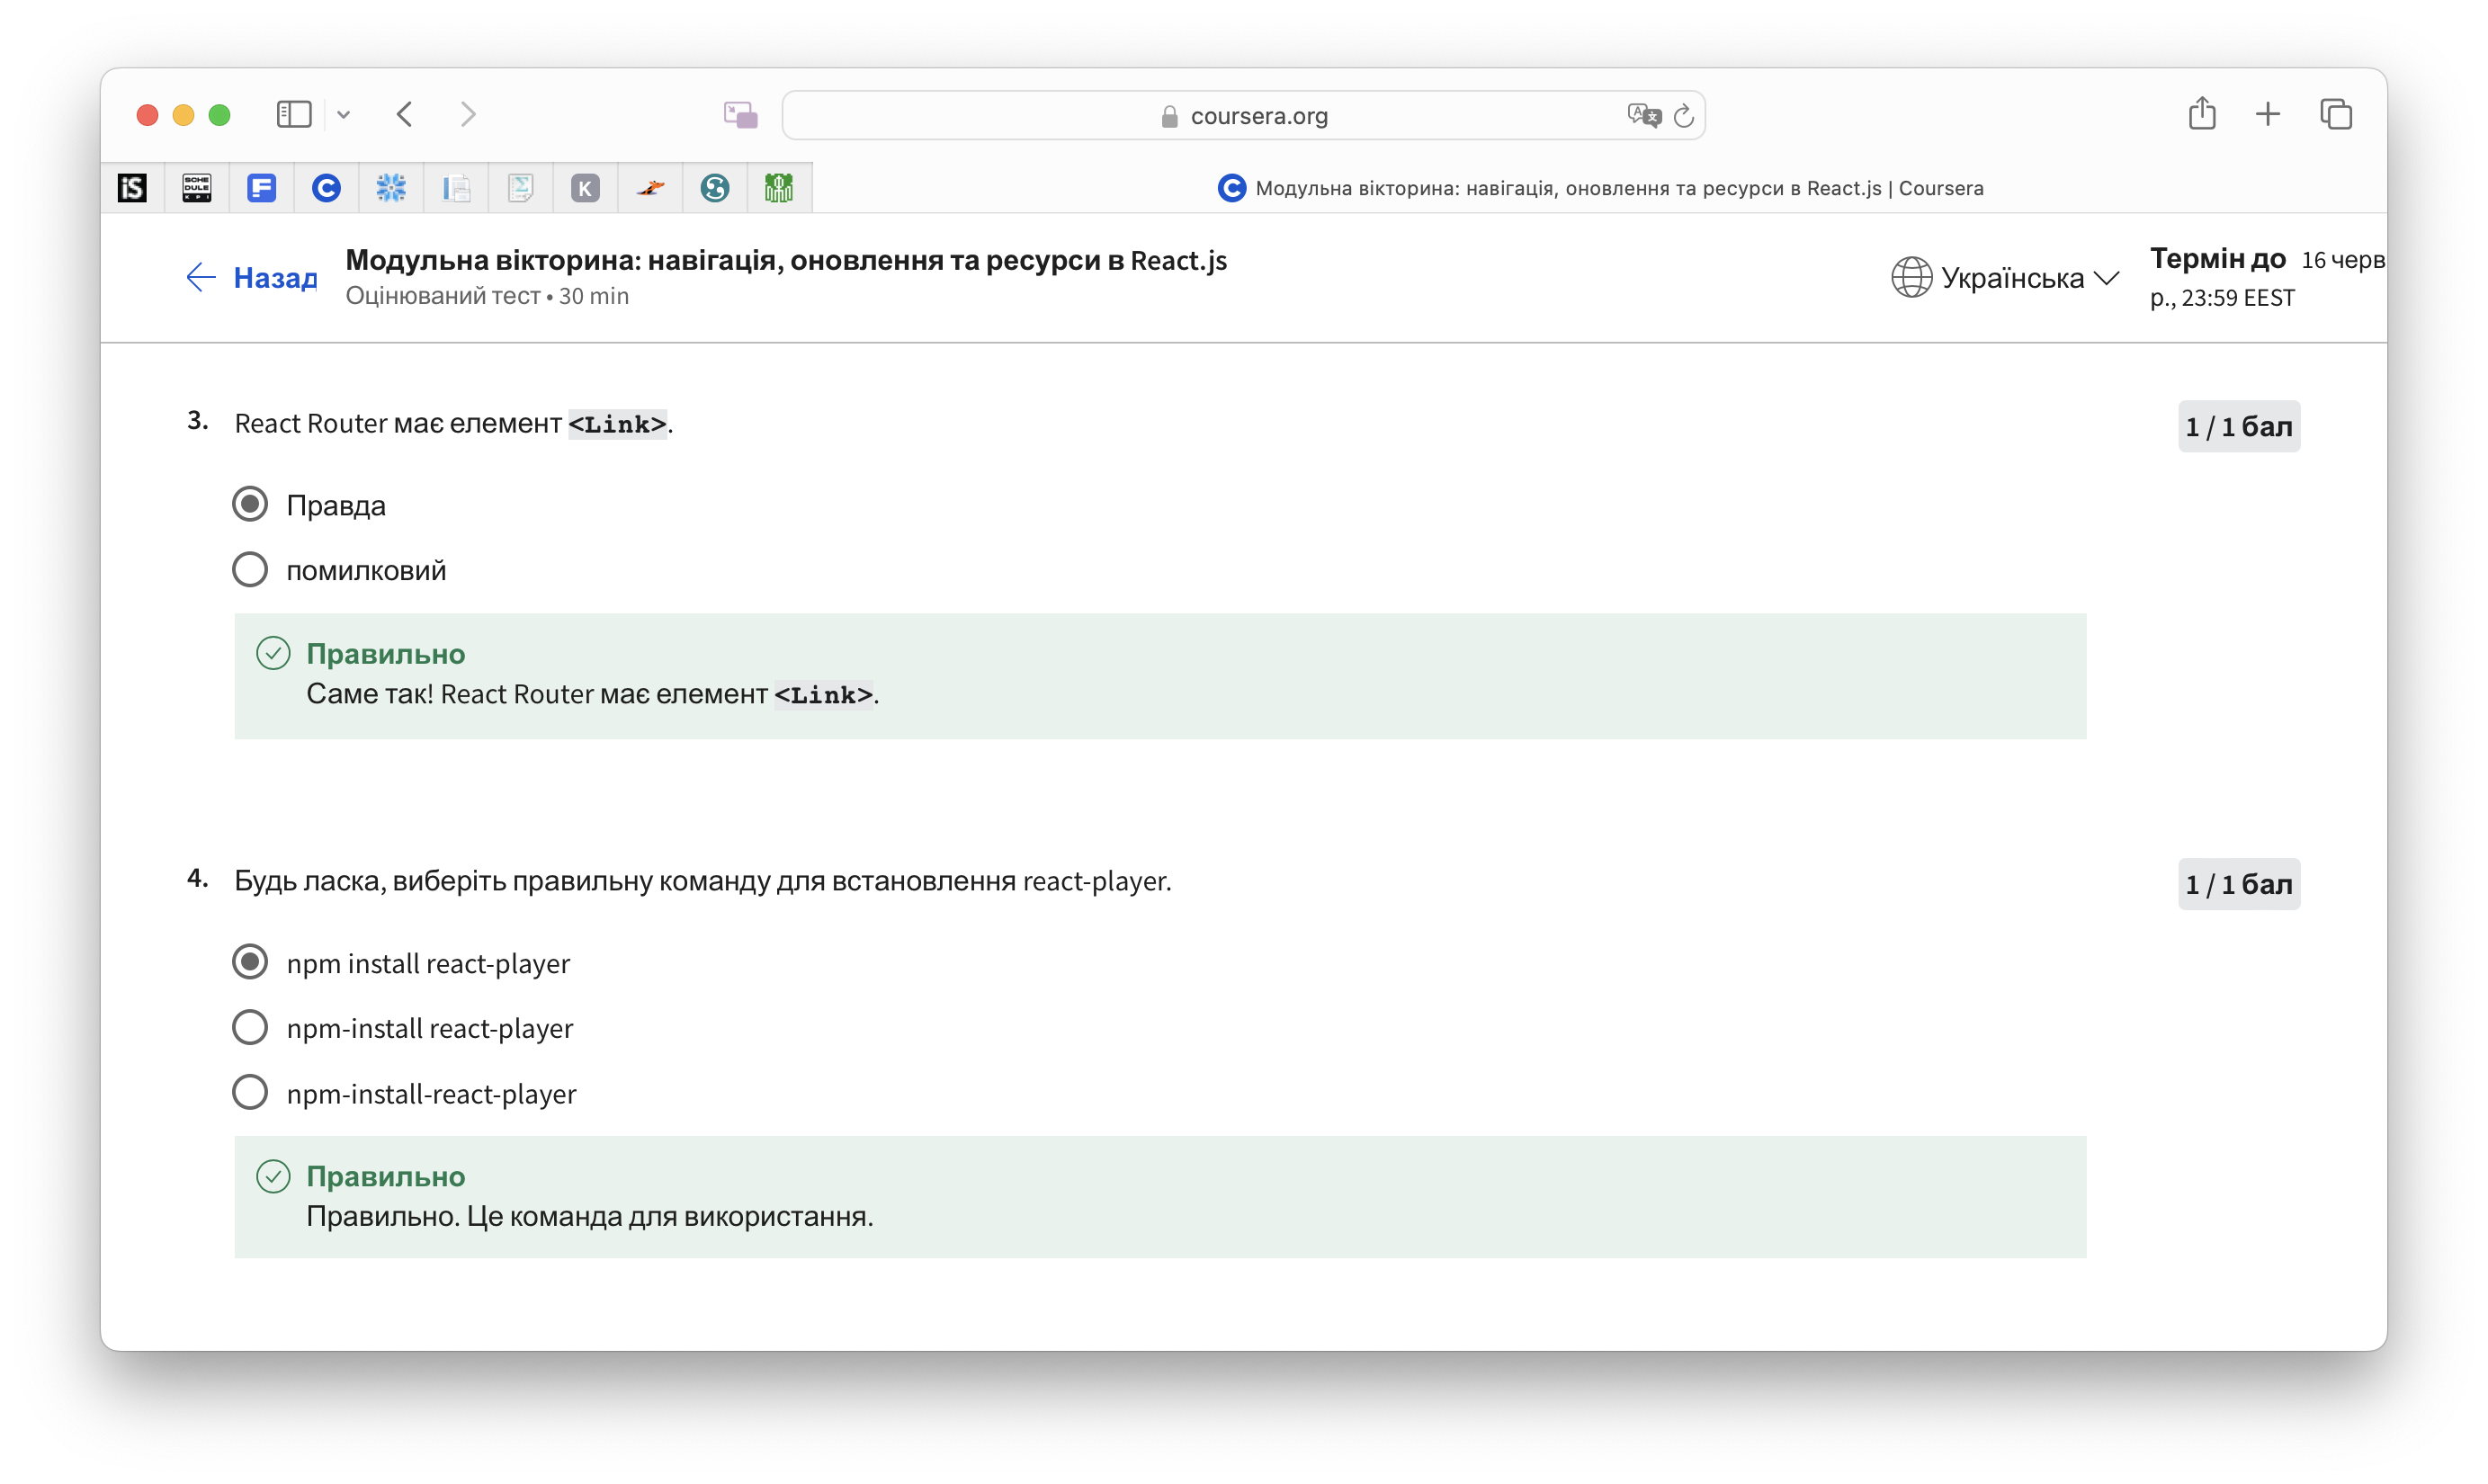 coursera.org
iS
SCHE
DULE
KPI
F
C
K
C Модульна вікторина: навігація, оновлення та ресурси в React.js | Coursera
Назад
Модульна вікторина: навігація, оновлення та ресурси в React.js
Оцінюваний тест • 30 min
Українська
Термін до 16 черв
р., 23:59 EEST
3. React Router має елемент <Link>.
1 / 1 бал
Правда
помилковий
Правильно
Саме так! React Router має елемент <Link>.
4. Будь ласка, виберіть правильну команду для встановлення react-player.
1 / 1 бал
npm install react-player
npm-install react-player
npm-install-react-player
Правильно
Правильно. Це команда для використання.